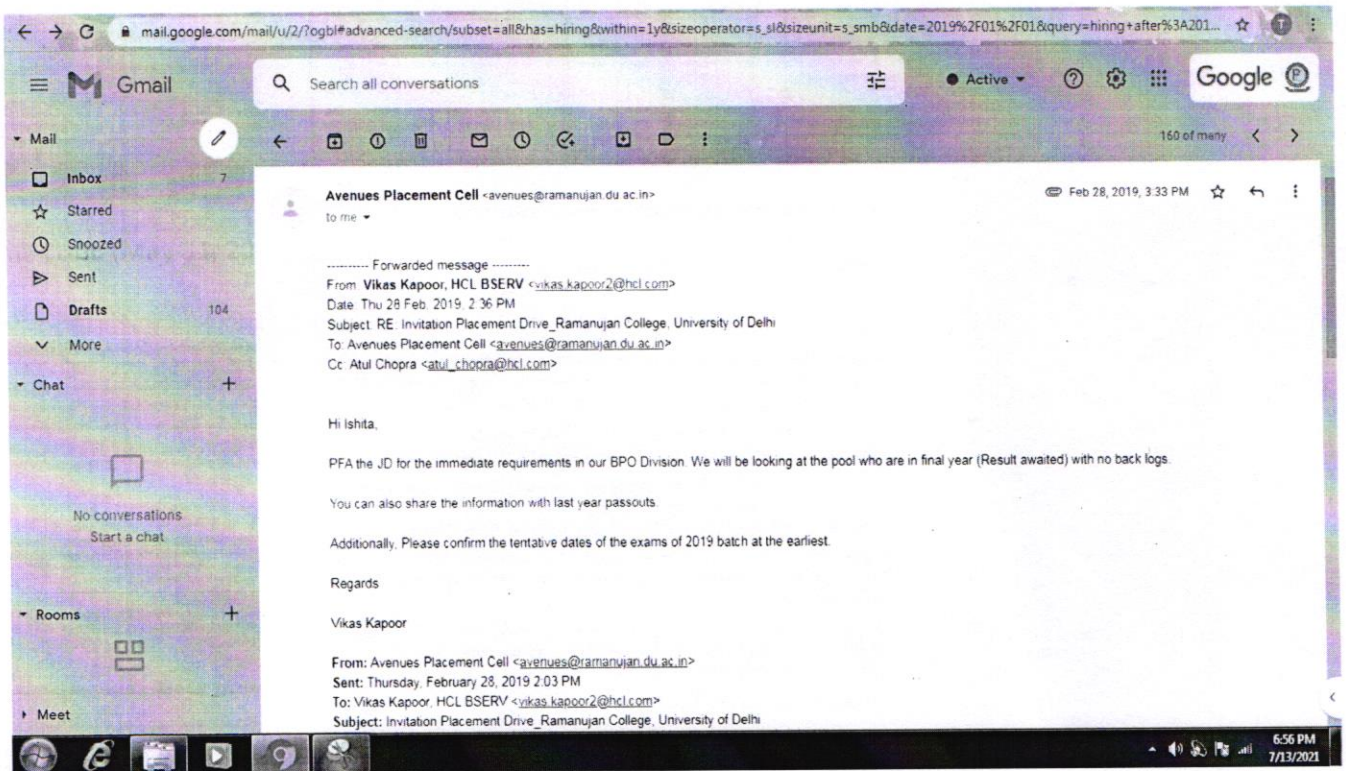 mail.google.com/mail/u/2/?ogbl#advanced-search/subset=all&has=hiring&within=1y&sizeoperator=s_sl&sizeunit=s_smb&date=2019%2F01%2F01&query=hiring+after%3A201...
Gmail
Search all conversations
Active
Google
Mail
160 of many
Inbox 7
Starred
Snoozed
Sent
Drafts 104
More
Chat
No conversations
Start a chat
Rooms
Meet
Avenues Placement Cell <avenues@ramanujan.du.ac.in>
Feb 28, 2019, 3:33 PM
to me
---------- Forwarded message ---------
From: Vikas Kapoor, HCL BSERV <vikas.kapoor2@hcl.com>
Date: Thu 28 Feb, 2019, 2:36 PM
Subject: RE: Invitation Placement Drive_Ramanujan College, University of Delhi
To: Avenues Placement Cell <avenues@ramanujan.du.ac.in>
Cc: Atul Chopra <atul_chopra@hcl.com>
Hi Ishita,
PFA the JD for the immediate requirements in our BPO Division. We will be looking at the pool who are in final year (Result awaited) with no back logs.
You can also share the information with last year passouts.
Additionally, Please confirm the tentative dates of the exams of 2019 batch at the earliest.
Regards
Vikas Kapoor
From: Avenues Placement Cell <avenues@ramanujan.du.ac.in>
Sent: Thursday, February 28, 2019 2:03 PM
To: Vikas Kapoor, HCL BSERV <vikas.kapoor2@hcl.com>
Subject: Invitation Placement Drive_Ramanujan College, University of Delhi
6:56 PM
7/13/2021